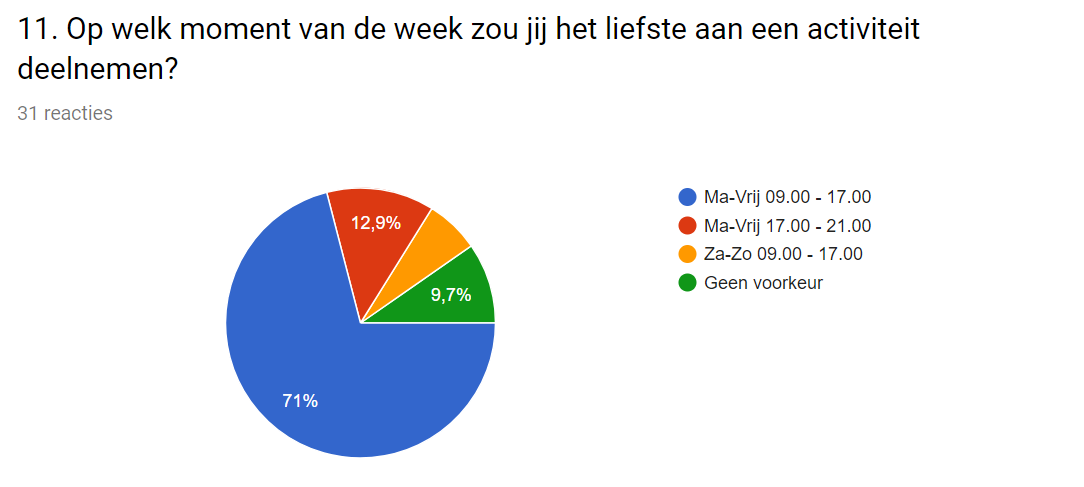 11. Op welk moment van de week zou jij het liefste aan een activiteit
deelnemen?
31 reacties
12,9%
9,7%
71%
Ma-Vrij 09.00 - 17.00
Ma-Vrij 17.00 - 21.00
Za-Zo 09.00 - 17.00
Geen voorkeur